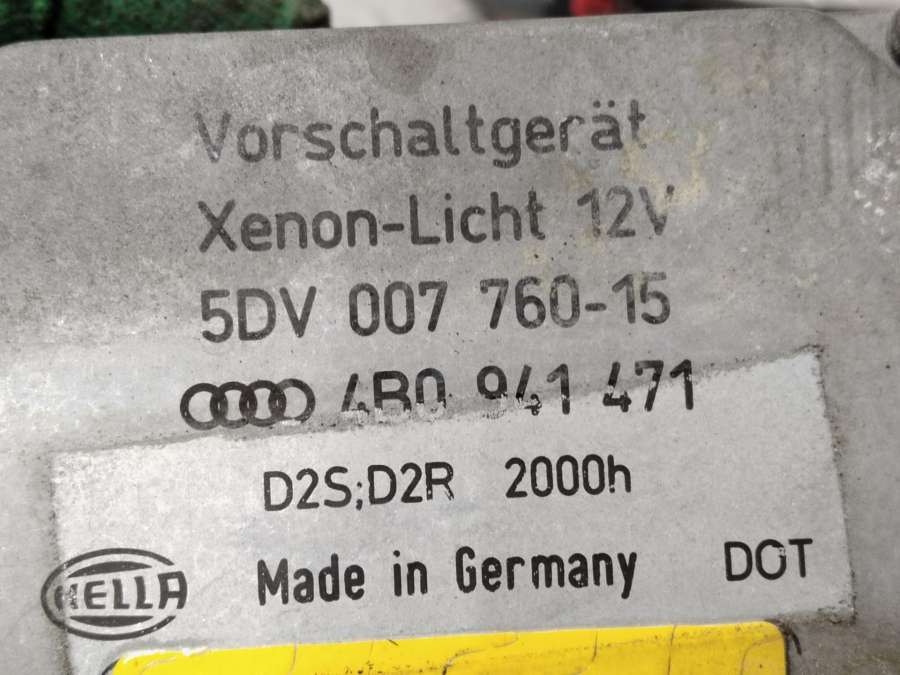 Vorschaltgerät
Xenon-Licht 12V
5DV 007 760-15
4B0 941 471
D2S;D2R 2000h
HELLA Made in Germany DOT